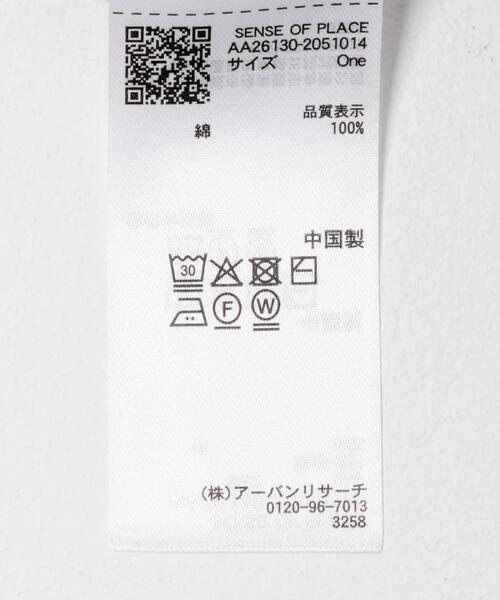 SENSE OF PLACE
AA26130-2051014
サイズ One
品質表示
綿 100%
中国製
30
F W
(株)アーバンリサーチ
0120-96-7013
3258